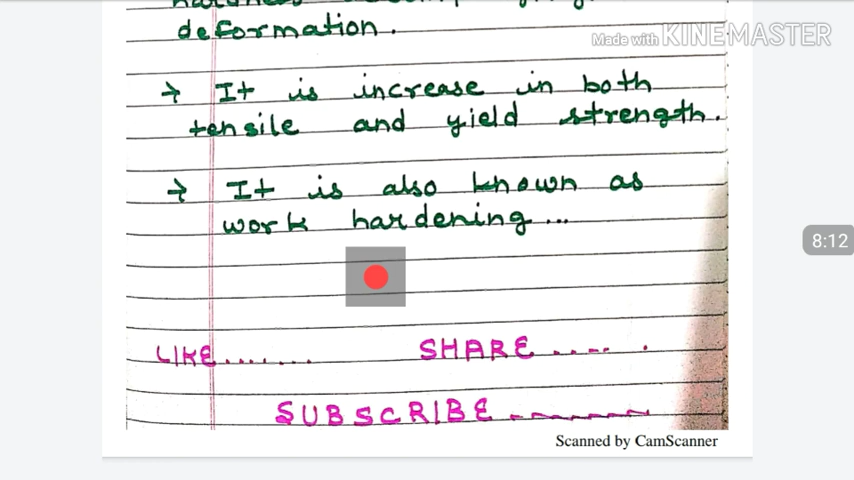 deformation.
Made with KINEMASTER
→ It is increase in both
tensile and yield strength.
→ It is also known as
work hardening...
8:12
LIKE.......
SHARE.....
SUBSCRIBE
Scanned by CamScanner